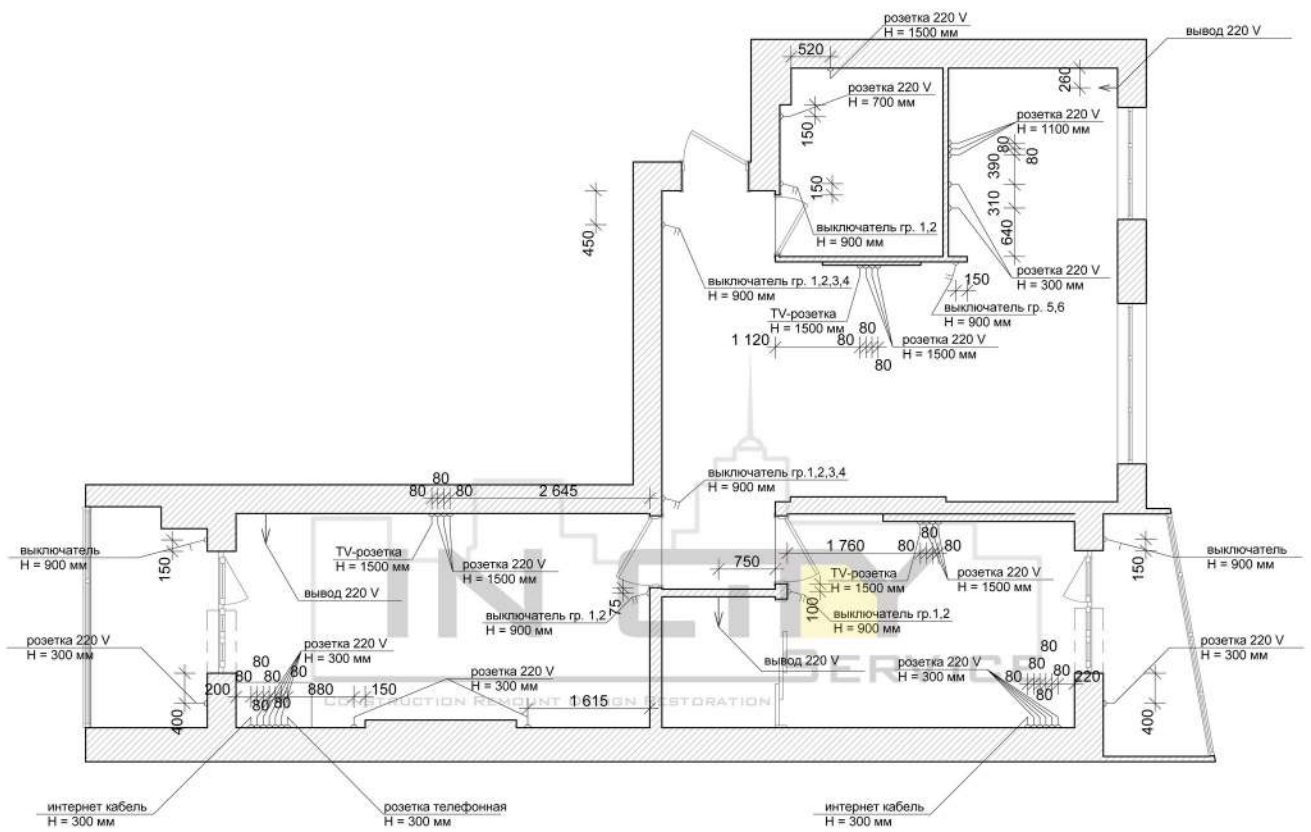 розетка 220 V
H = 1500 мм
вывод 220 V
520
260
розетка 220 V
H = 700 мм
150
розетка 220 V
H = 1100 мм
80
80
390
310
640
150
450
выключатель гр. 1,2
H = 900 мм
розетка 220 V
H = 300 мм
выключатель гр. 1,2,3,4
H = 900 мм
150
выключатель гр. 5,6
H = 900 мм
TV-розетка
H = 1500 мм
80
1 120
80
80
розетка 220 V
H = 1500 мм
выключатель гр.1,2,3,4
H = 900 мм
80
80
80
2 645
выключатель
H = 900 мм
150
TV-розетка
H = 1500 мм
розетка 220 V
H = 1500 мм
вывод 220 V
75
выключатель гр. 1,2
H = 900 мм
750
1 760
80
80
80
TV-розетка
H = 1500 мм
розетка 220 V
H = 1500 мм
100
выключатель гр.1,2
H = 900 мм
150
выключатель
H = 900 мм
IN CITY
SERVICE
CONSTRUCTION REMOUNT DESIGN RESTORATION
розетка 220 V
H = 300 мм
розетка 220 V
H = 300 мм
80
80
80
80
80
80
200
880
150
400
розетка 220 V
H = 300 мм
1 615
вывод 220 V
розетка 220 V
H = 300 мм
80
80
80
80
80
220
розетка 220 V
H = 300 мм
400
интернет кабель
H = 300 мм
розетка телефонная
H = 300 мм
интернет кабель
H = 300 мм